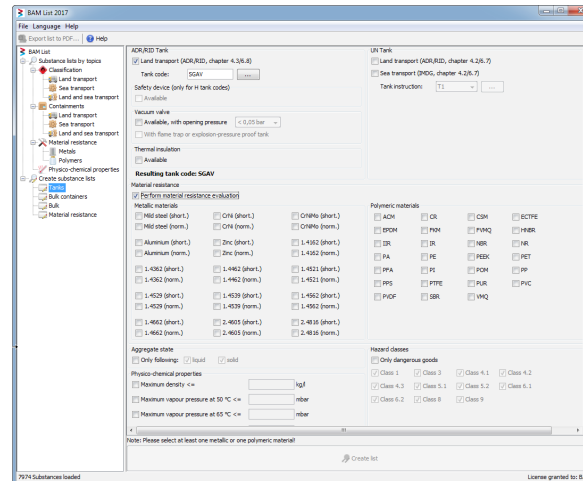 BAM List 2017
File Language Help
Export list to PDF.... Help
BAM List
Substance lists by topics
Classification
Land transport
Sea transport
Land and sea transport
Containments
Land transport
Sea transport
Land and sea transport
Material resistance
Metals
Polymers
Physico-chemical properties
Create substance lists
Tanks
Bulk containers
Bulk
Material resistance
ADR/RID Tank
Land transport (ADR/RID, chapter 4.3/6.8)
Tank code: SGAV ...
Safety device (only for H tank codes)
Available
Vacuum valve
Available, with opening pressure < 0,05 bar
With flame trap or explosion-pressure proof tank
Thermal insulation
Available
Resulting tank code: SGAV
UN Tank
Land transport (ADR/RID, chapter 4.2/6.7)
Sea transport (IMDG, chapter 4.2/6.7)
Tank instruction: T1 ...
Material resistance
Perform material resistance evaluation
Metallic materials
Mild steel (short.) CrNi (short.) CrNiMo (short.)
Mild steel (norm.) CrNi (norm.) CrNiMo (norm.)
Aluminium (short.) Zinc (short.) 1.4162 (short.)
Aluminium (norm.) Zinc (norm.) 1.4162 (norm.)
1.4362 (short.) 1.4462 (short.) 1.4521 (short.)
1.4362 (norm.) 1.4462 (norm.) 1.4521 (norm.)
1.4529 (short.) 1.4539 (short.) 1.4562 (short.)
1.4529 (norm.) 1.4539 (norm.) 1.4562 (norm.)
1.4662 (short.) 2.4605 (short.) 2.4816 (short.)
1.4662 (norm.) 2.4605 (norm.) 2.4816 (norm.)
Polymeric materials
ACM CR CSM ECTFE
EPDM FKM FVMQ HNBR
IIR IR NBR NR
PA PE PEEK PET
PFA PI POM PP
PPS PTFE PUR PVC
PVDF SBR VMQ
Aggregate state
Only following: liquid solid
Physico-chemical properties
Maximum density <= kg/l
Maximum vapour pressure at 50 °C <= mbar
Maximum vapour pressure at 65 °C <= mbar
Hazard classes
Only dangerous goods
Class 1 Class 3 Class 4.1 Class 4.2
Class 4.3 Class 5.1 Class 5.2 Class 6.1
Class 6.2 Class 8 Class 9
Note: Please select at least one metallic or one polymeric material!
Create list
7974 Substances loaded
License granted to: B